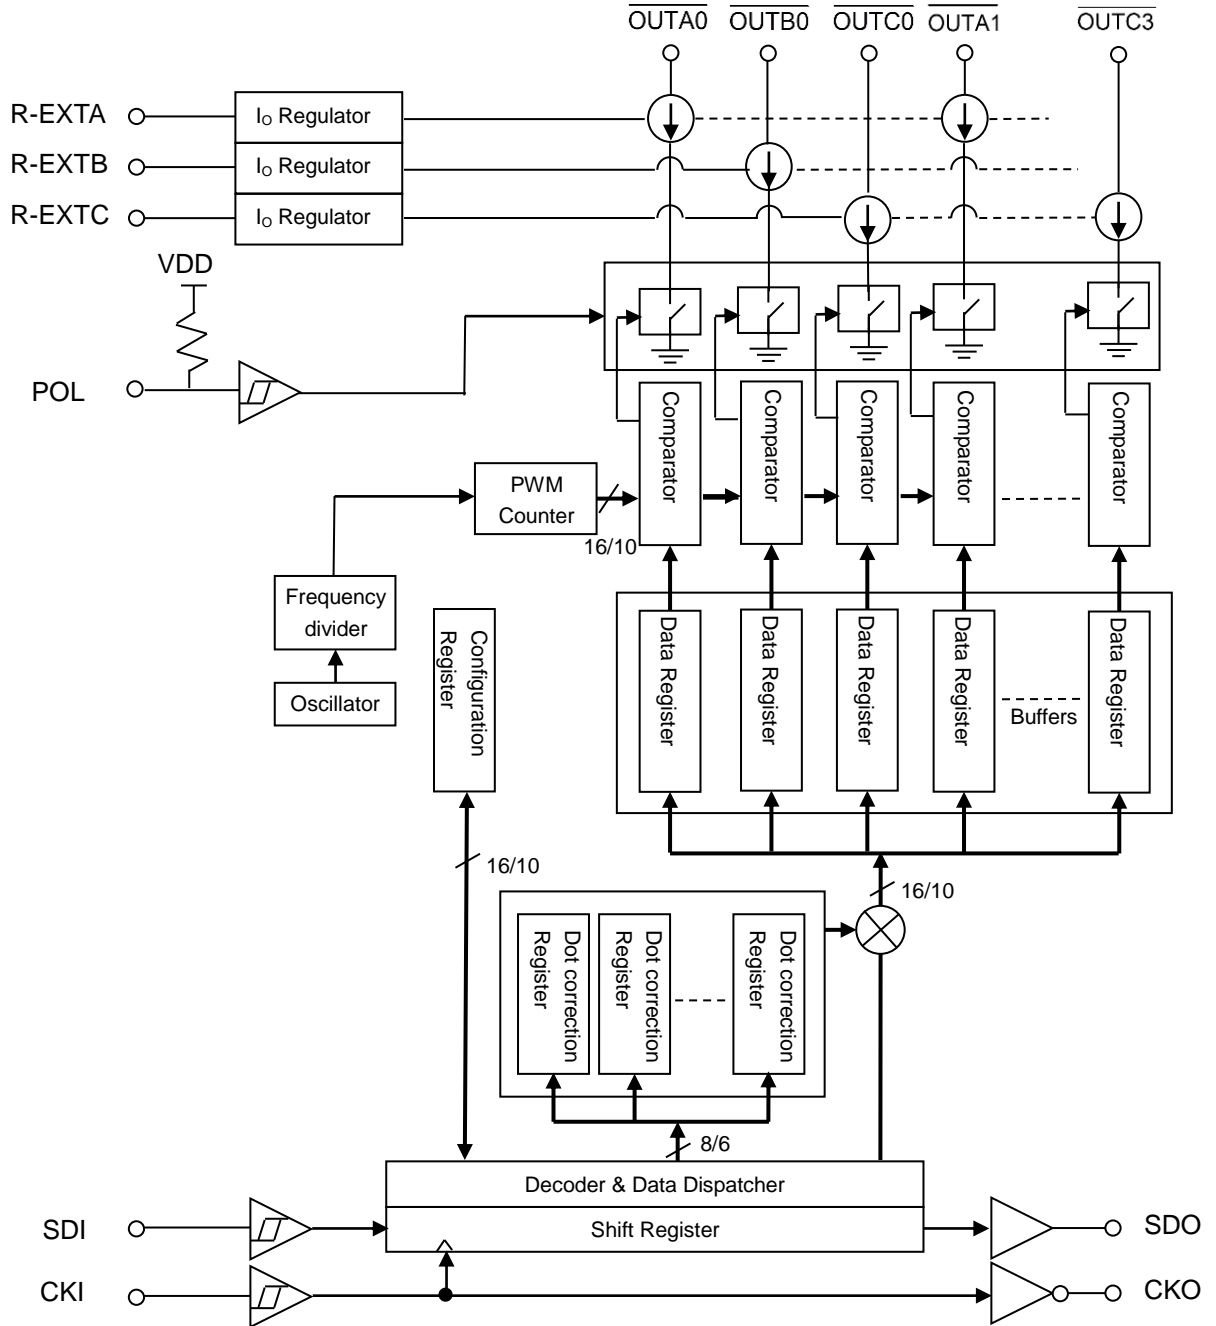 OUTA0 OUTB0 OUTC0 OUTA1 OUTC3
R-EXTA
IO Regulator
R-EXTB
IO Regulator
R-EXTC
IO Regulator
VDD
POL
Comparator
Comparator
Comparator
Comparator
Comparator
PWM
Counter
16/10
Frequency
divider
Oscillator
Configuration
Register
Data Register
Data Register
Data Register
Data Register
Buffers
Data Register
16/10
16/10
Dot correction
Register
Dot correction
Register
Dot correction
Register
8/6
Decoder & Data Dispatcher
SDI
Shift Register
SDO
CKI
CKO